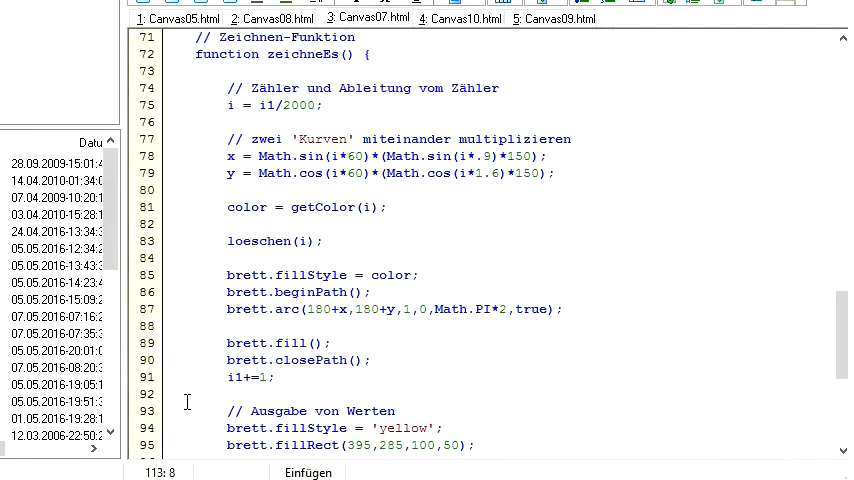 1: Canvas05.html 2: Canvas08.html 3: Canvas07.html 4: Canvas10.html 5: Canvas09.html
Datu
28.09.2009-15:01:4
14.04.2010-01:34:0
07.04.2009-10:20:1
03.04.2010-15:28:1
24.04.2016-13:34:3
05.05.2016-12:34:2
05.05.2016-13:43:3
05.05.2016-14:23:4
05.05.2016-15:09:2
07.05.2016-07:16:2
07.05.2016-07:35:3
05.05.2016-20:01:0
07.05.2016-08:20:3
05.05.2016-19:05:1
05.05.2016-19:51:3
01.05.2016-19:28:1
12.03.2006-22:50:2
71 // Zeichnen-Funktion
72 function zeichneEs() {
73
74 // Zähler und Ableitung vom Zähler
75 i = i1/2000;
76
77 // zwei 'Kurven' miteinander multiplizieren
78 x = Math.sin(i*60)*(Math.sin(i*.9)*150);
79 y = Math.cos(i*60)*(Math.cos(i*1.6)*150);
80
81 color = getColor(i);
82
83 loeschen(i);
84
85 brett.fillStyle = color;
86 brett.beginPath();
87 brett.arc(180+x,180+y,1,0,Math.PI*2,true);
88
89 brett.fill();
90 brett.closePath();
91 i1+=1;
92
93 // Ausgabe von Werten
94 brett.fillStyle = 'yellow';
95 brett.fillRect(395,285,100,50);
113: 8 Einfügen